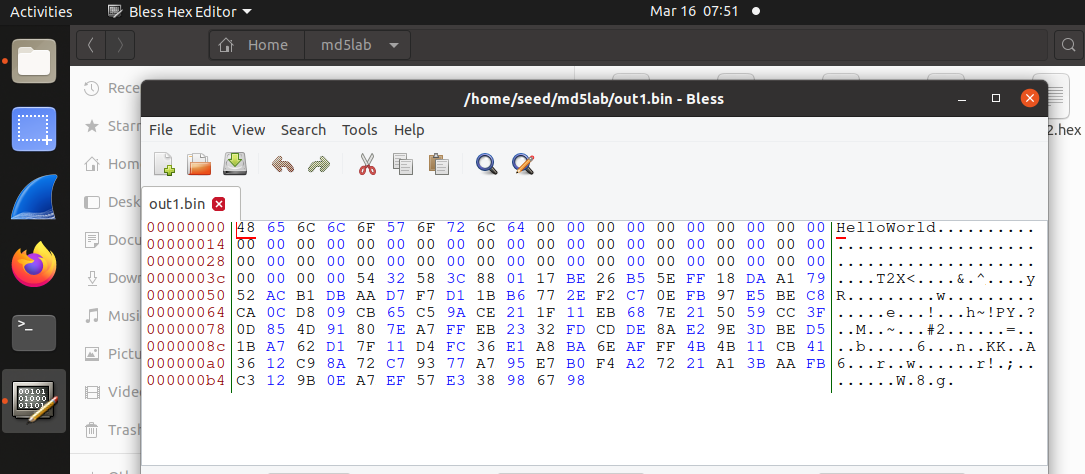 Activities Bless Hex Editor Mar 16 07:51
Home md5lab
Rece
Starr
Hom
Desk
Docu
Dow
Musi
Pictu
Vide
Trash
2.hex
/home/seed/md5lab/out1.bin - Bless
File Edit View Search Tools Help
out1.bin
00000000 48 65 6C 6C 6F 57 6F 72 6C 64 00 00 00 00 00 00 00 00 00 00 HelloWorld..........
00000014 00 00 00 00 00 00 00 00 00 00 00 00 00 00 00 00 00 00 00 00 ....................
00000028 00 00 00 00 00 00 00 00 00 00 00 00 00 00 00 00 00 00 00 00 ....................
0000003c 00 00 00 00 54 32 58 3C 88 01 17 BE 26 B5 5E FF 18 DA A1 79 ....T2X<....&.^....y
00000050 52 AC B1 DB AA D7 F7 D1 1B B6 77 2E F2 C7 0E FB 97 E5 BE C8 R.........w.........
00000064 CA 0C D8 09 CB 65 C5 9A CE 21 1F 11 EB 68 7E 21 50 59 CC 3F .....e...!...h~!PY.?
00000078 0D 85 4D 91 80 7E A7 FF EB 23 32 FD CD DE 8A E2 9E 3D BE D5 ..M..~...#2......=..
0000008c 1B A7 62 D1 7F 11 D4 FC 36 E1 A8 BA 6E AF FF 4B 4B 11 CB 41 ..b.....6...n..KK..A
000000a0 36 12 C9 8A 72 C7 93 77 A7 95 E7 B0 F4 A2 72 21 A1 3B AA FB 6...r..w......r!.;..
000000b4 C3 12 9B 0E A7 EF 57 E3 38 98 67 98 ......W.8.g.